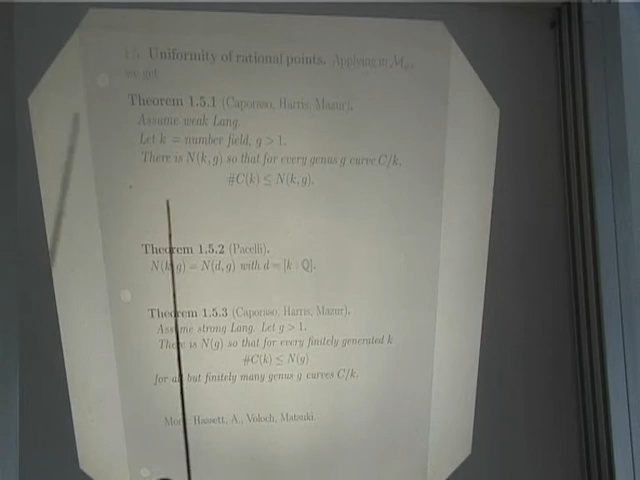 1.5 Uniformity of rational points. Applying to
we get
Theorem 1.5.1 (Caporaso, Harris, Mazur).
Assume weak Lang.
Let k = number field, g > 1.
There is N(k, g) so that for every genus g curve C/k,
#C(k) ≤ N(k, g).
Theorem 1.5.2 (Pacelli).
N(k, g) = N(d, g) with d = [k : Q].
Theorem 1.5.3 (Caporaso, Harris, Mazur).
Assume strong Lang. Let g > 1.
There is N(g) so that for every finitely generated k
#C(k) ≤ N(g)
for all but finitely many genus g curves C/k.
More: Hassett, A., Voloch, Matsuki.